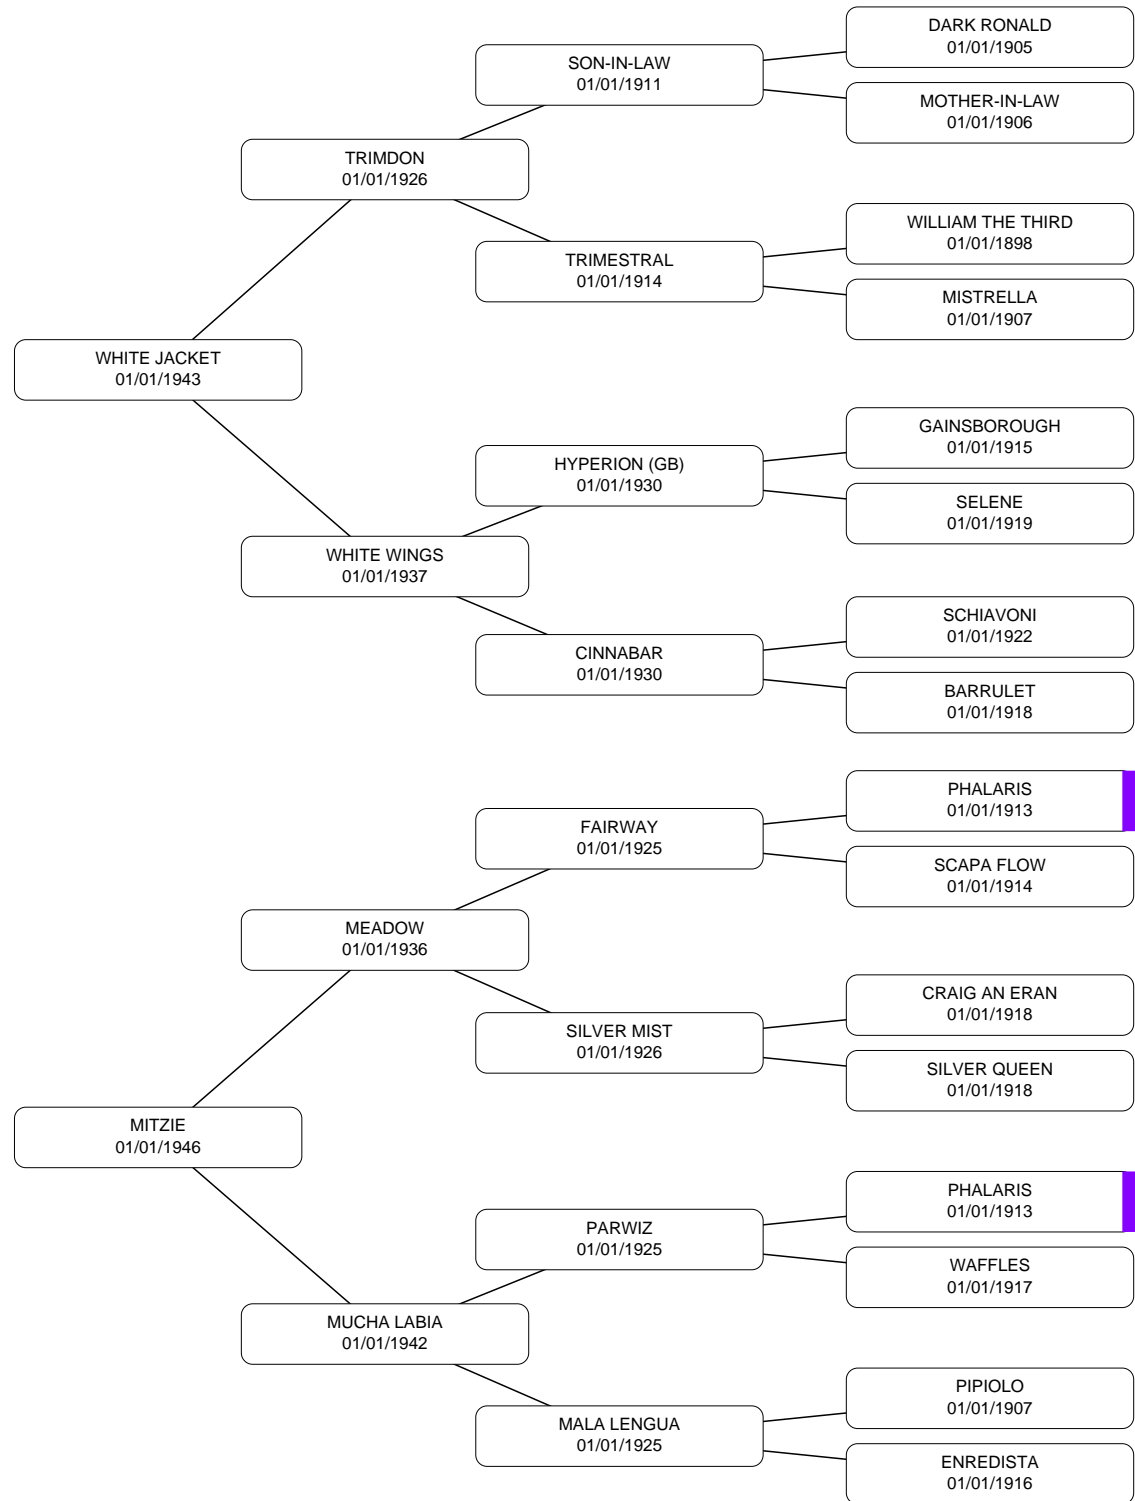 DARK RONALD
01/01/1905
SON-IN-LAW
01/01/1911
MOTHER-IN-LAW
01/01/1906
TRIMDON
01/01/1926
WILLIAM THE THIRD
01/01/1898
TRIMESTRAL
01/01/1914
MISTRELLA
01/01/1907
WHITE JACKET
01/01/1943
GAINSBOROUGH
01/01/1915
HYPERION (GB)
01/01/1930
SELENE
01/01/1919
WHITE WINGS
01/01/1937
SCHIAVONI
01/01/1922
CINNABAR
01/01/1930
BARRULET
01/01/1918
PHALARIS
01/01/1913
FAIRWAY
01/01/1925
SCAPA FLOW
01/01/1914
MEADOW
01/01/1936
CRAIG AN ERAN
01/01/1918
SILVER MIST
01/01/1926
SILVER QUEEN
01/01/1918
MITZIE
01/01/1946
PHALARIS
01/01/1913
PARWIZ
01/01/1925
WAFFLES
01/01/1917
MUCHA LABIA
01/01/1942
PIPIOLO
01/01/1907
MALA LENGUA
01/01/1925
ENREDISTA
01/01/1916